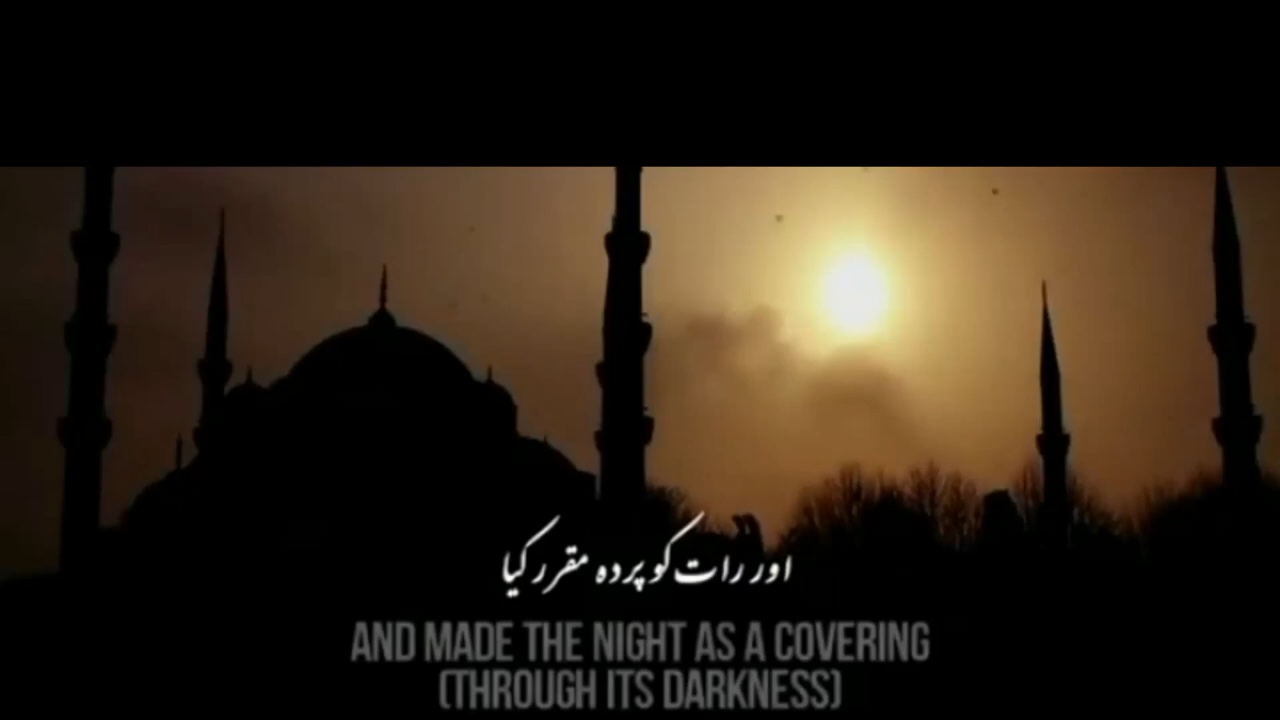 اور رات کو پردہ مقرر کیا
AND MADE THE NIGHT AS A COVERING
(THROUGH ITS DARKNESS)